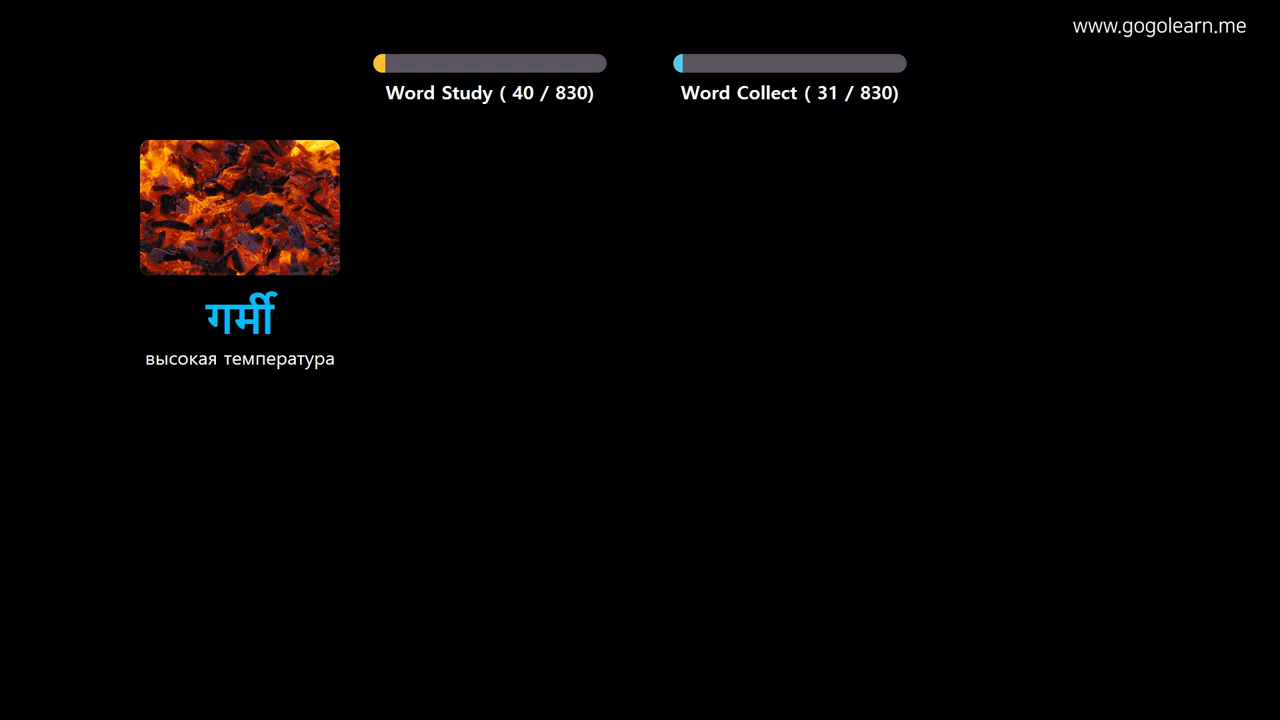 www.gogolearn.me
Word Study ( 40 / 830)
Word Collect ( 31 / 830)
गर्मी
высокая температура